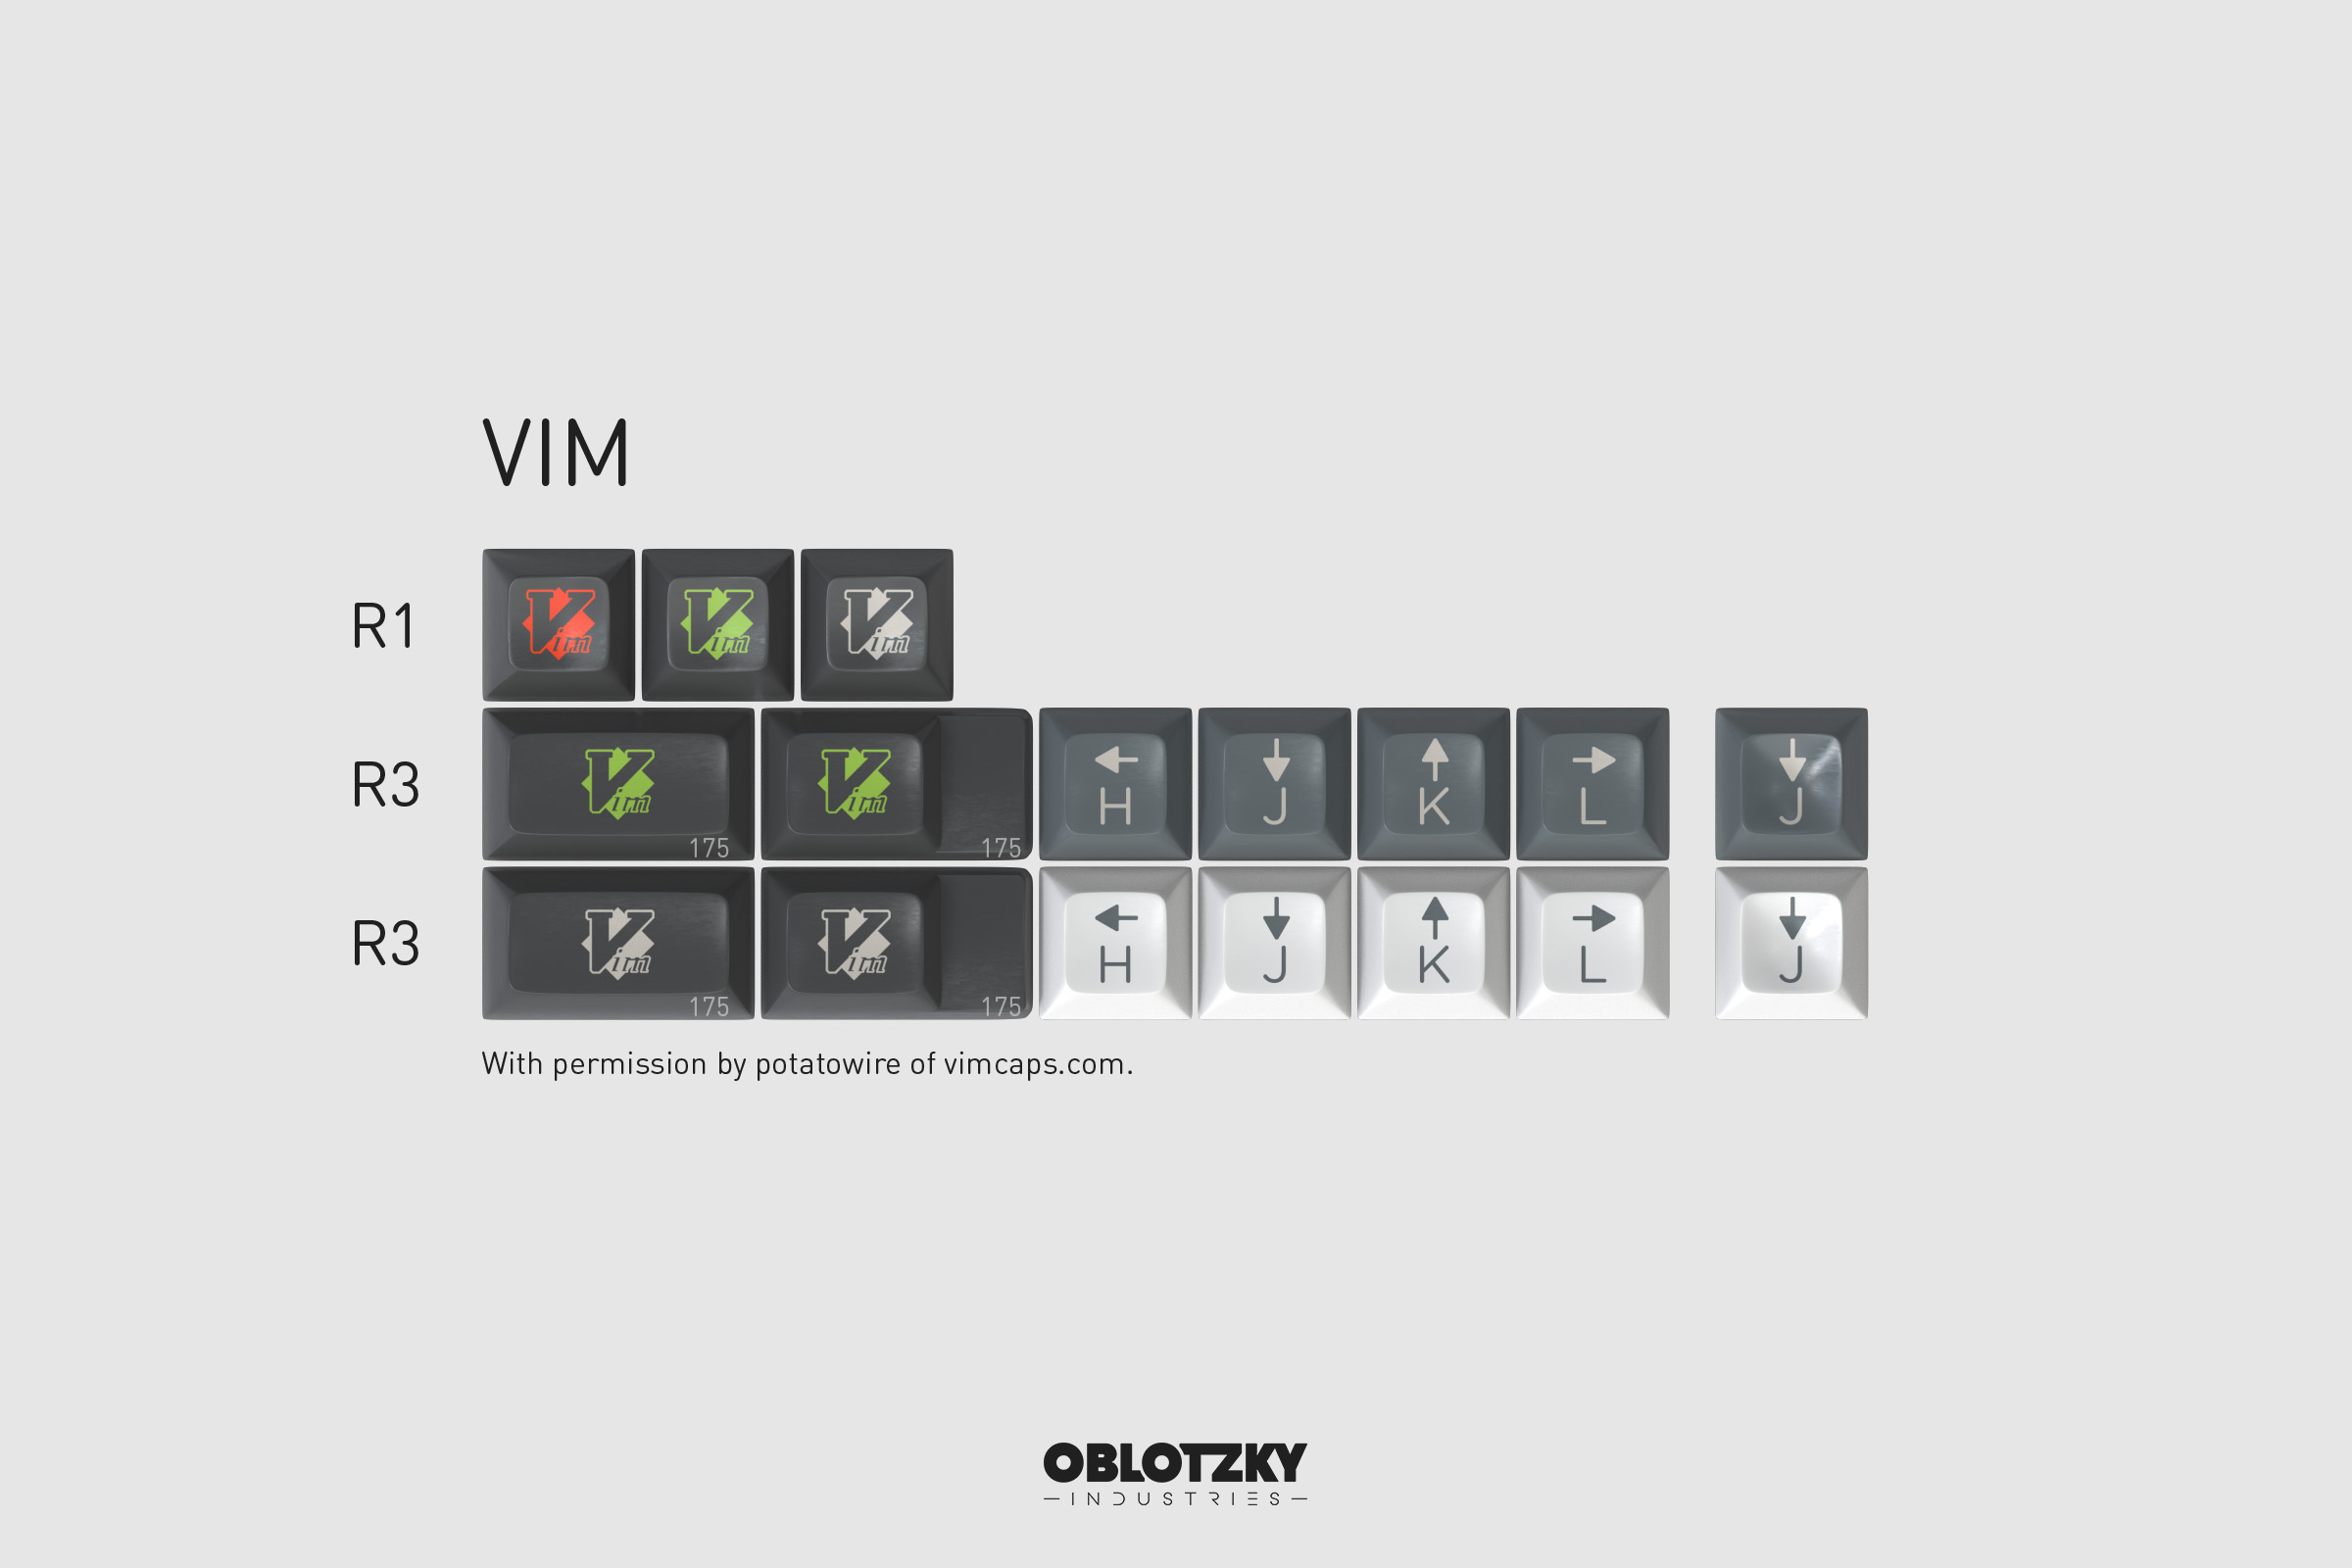 VIM
R1 Vim Vim Vim
R3 Vim 175 Vim 175 H J K L J
R3 Vim 175 Vim 175 H J K L J
With permission by potatowire of vimcaps.com.
OBLOTZKY
INDUSTRIES